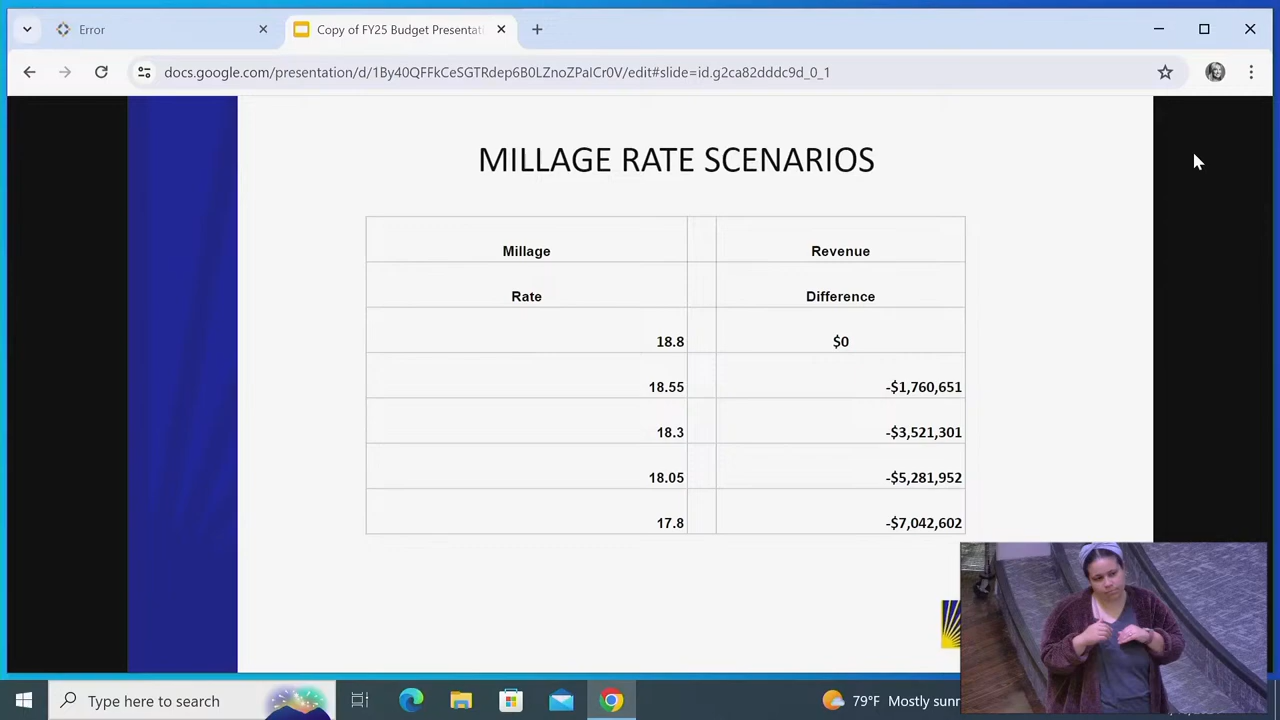 Error
Copy of FY25 Budget Presentati
docs.google.com/presentation/d/1By40QFFkCeSGTRdep6B0LZnoZPaICr0V/edit#slide=id.g2ca82dddc9d_0_1
MILLAGE RATE SCENARIOS
Millage Revenue
Rate Difference
18.8 $0
18.55 -$1,760,651
18.3 -$3,521,301
18.05 -$5,281,952
17.8 -$7,042,602
Type here to search 79°F Mostly sunn